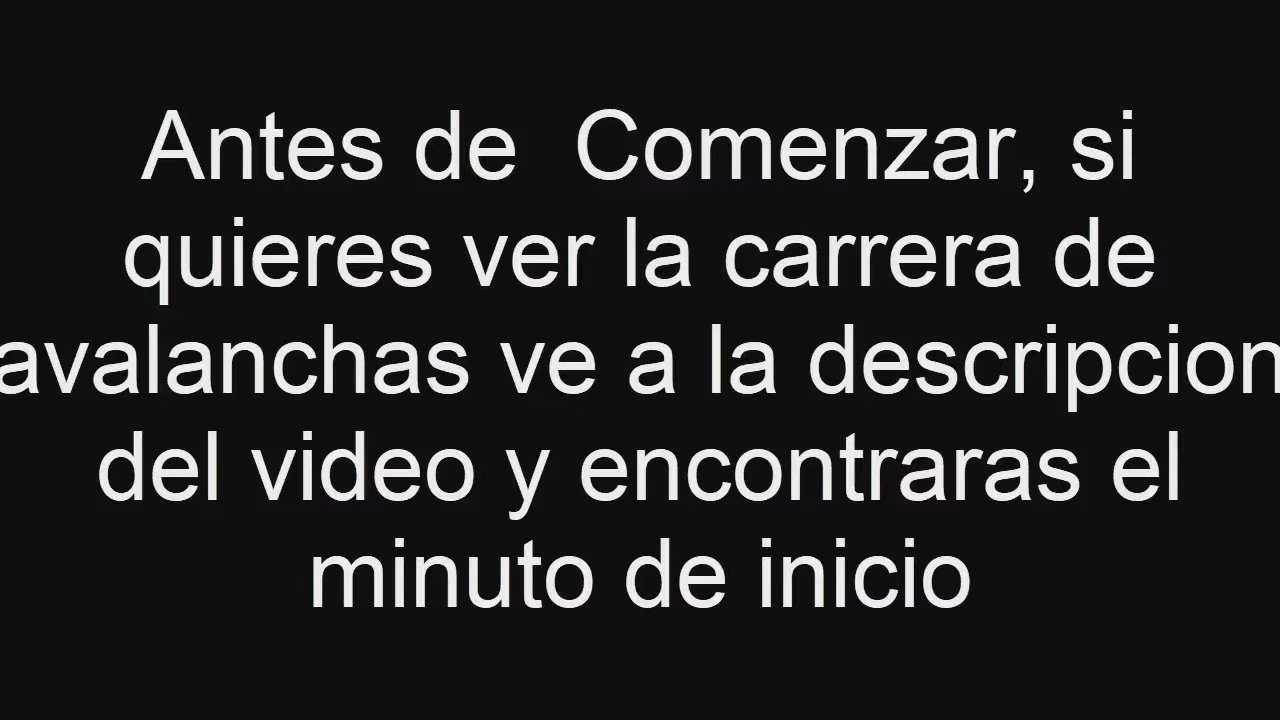 Antes de  Comenzar, si
quieres ver la carrera de
avalanchas ve a la descripcion
del video y encontraras el
minuto de inicio